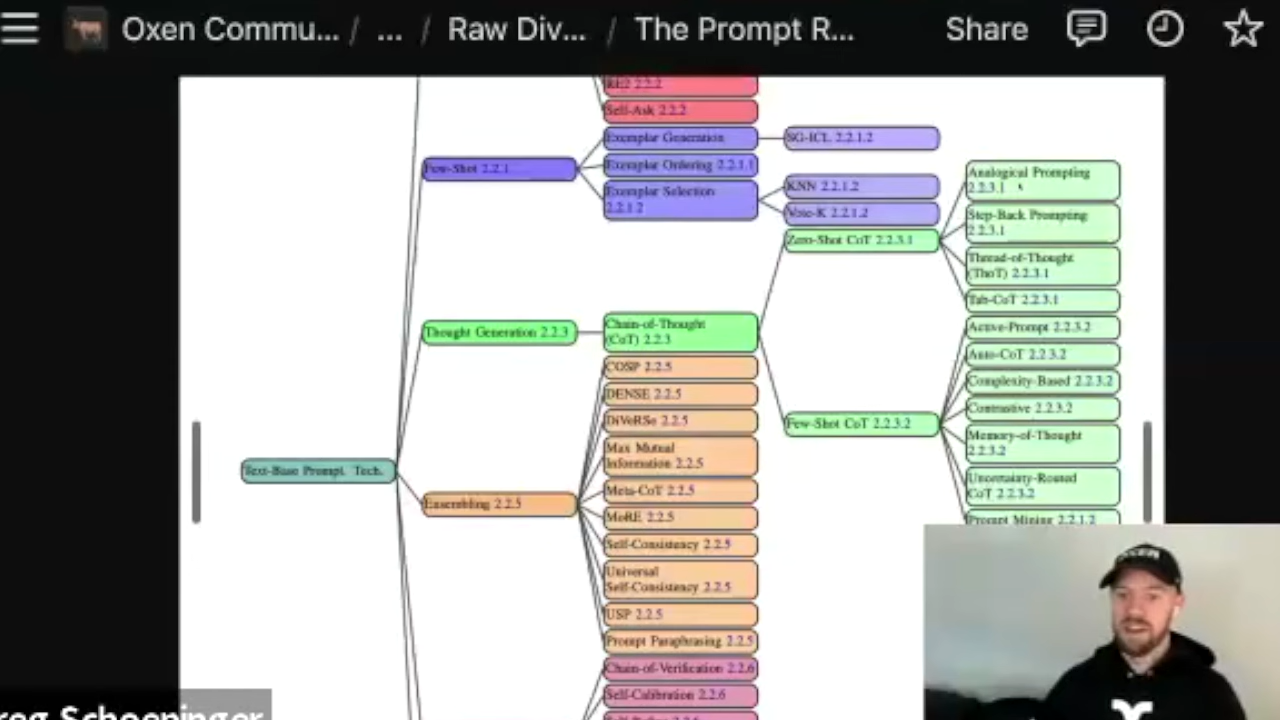 Oxen Commu... / ... / Raw Div... / The Prompt R... Share
RE2 2.2.2
Self-Ask 2.2.2
Few-Shot 2.2.1
Exemplar Generation
SG-ICL 2.2.1.2
Exemplar Ordering 2.2.1.1
Exemplar Selection
2.2.1.2
KNN 2.2.1.2
Vote-K 2.2.1.2
Thought Generation 2.2.3
Chain-of-Thought
(CoT) 2.2.3
Zero-Shot CoT 2.2.3.1
Analogical Prompting
2.2.3.1
Step-Back Prompting
2.2.3.1
Thread-of-Thought
(ThoT) 2.2.3.1
Tab-CoT 2.2.3.1
Few-Shot CoT 2.2.3.2
Active-Prompt 2.2.3.2
Auto-CoT 2.2.3.2
Complexity-Based 2.2.3.2
Contrastive 2.2.3.2
Memory-of-Thought
2.2.3.2
Uncertainty-Routed
CoT 2.2.3.2
Prompt Mining 2.2.1.2
Text-Base Prompt. Tech.
Ensembling 2.2.5
COSP 2.2.5
DENSE 2.2.5
DiVeRSe 2.2.5
Max Mutual
Information 2.2.5
Meta-CoT 2.2.5
MoRE 2.2.5
Self-Consistency 2.2.5
Universal
Self-Consistency 2.2.5
USP 2.2.5
Prompt Paraphrasing 2.2.5
Chain-of-Verification 2.2.6
Self-Calibration 2.2.6
reg Schoeninger
OXEN